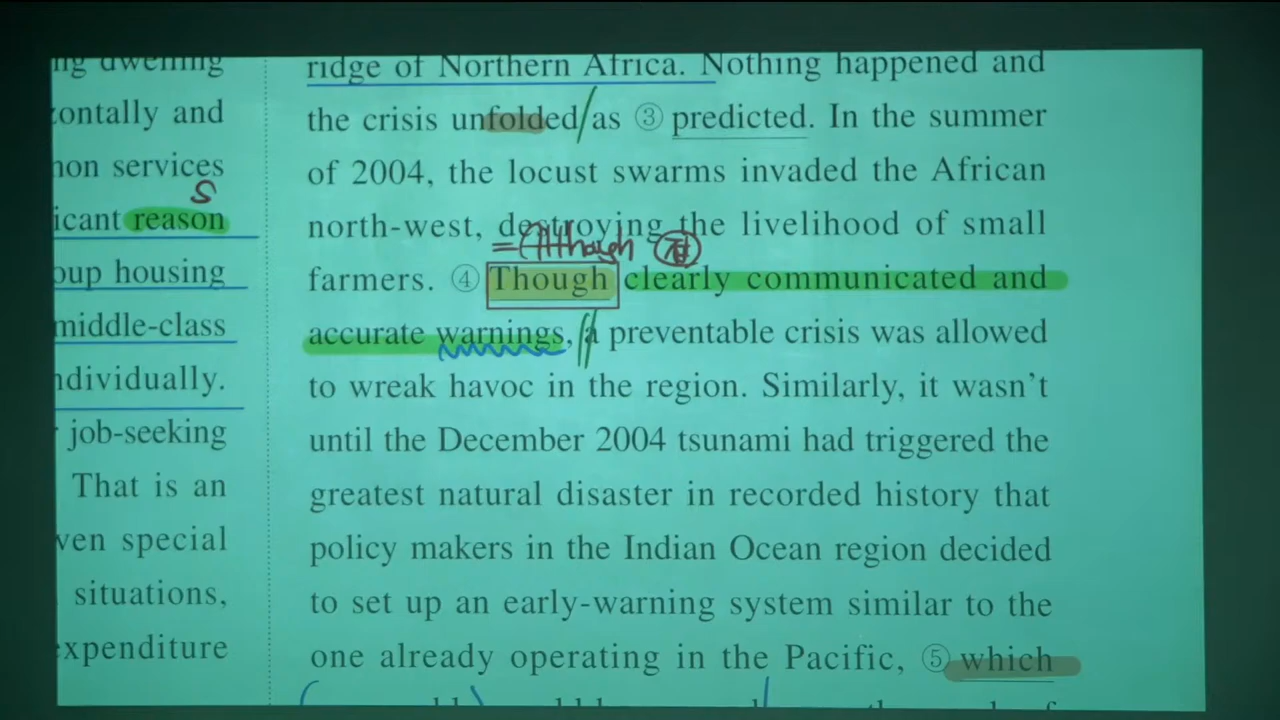 ng dwelling
contally and
non services
s
icant reason
oup housing
middle-class
ndividually.
job-seeking
That is an
ven special
situations,
expenditure
ridge of Northern Africa. Nothing happened and
the crisis unfolded/as ③ predicted. In the summer
of 2004, the locust swarms invaded the African
north-west, destroying the livelihood of small
= Although 접
farmers. ④ Though clearly communicated and
accurate warnings, a preventable crisis was allowed
to wreak havoc in the region. Similarly, it wasn't
until the December 2004 tsunami had triggered the
greatest natural disaster in recorded history that
policy makers in the Indian Ocean region decided
to set up an early-warning system similar to the
one already operating in the Pacific, ⑤ which